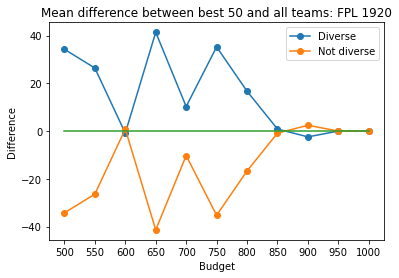 Mean difference between best 50 and all teams: FPL 1920
Diverse
Not diverse
40
20
0
−20
−40
Difference
500 550 600 650 700 750 800 850 900 950 1000
Budget